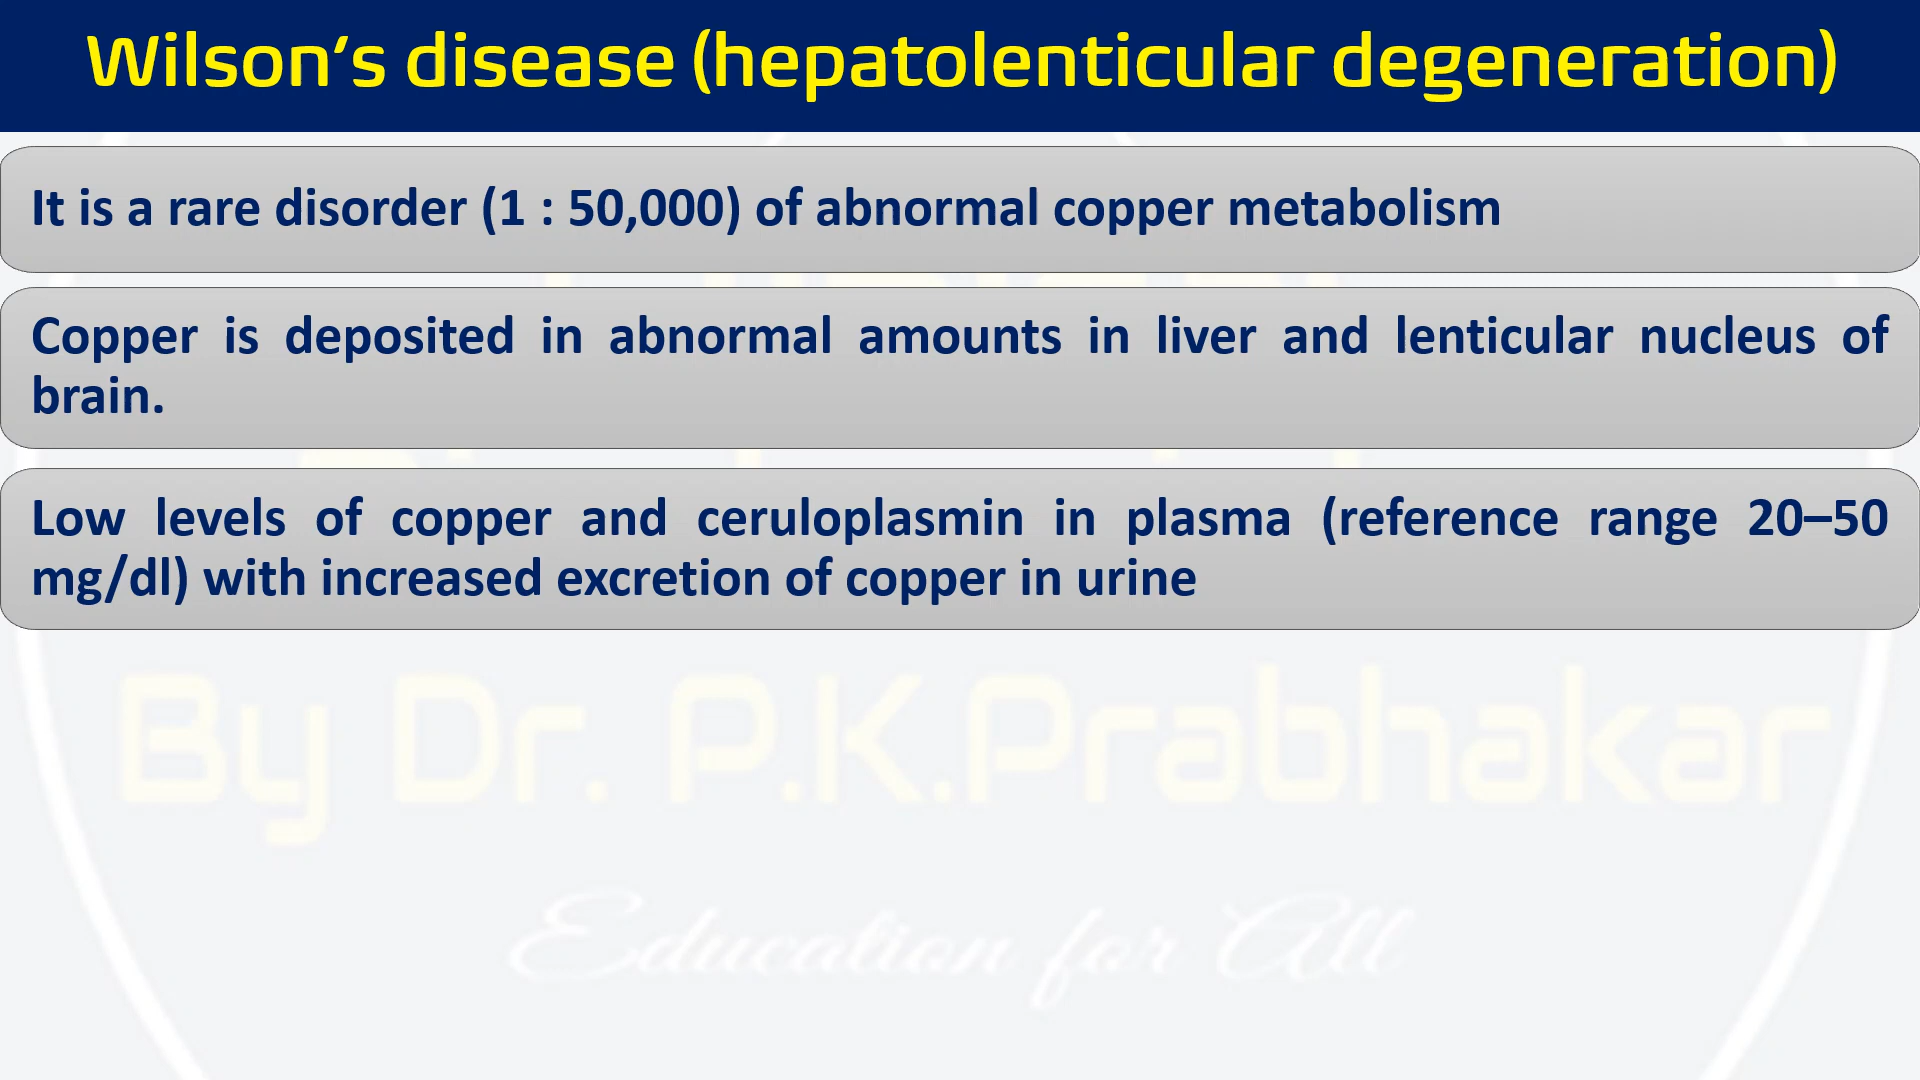 Wilson’s disease (hepatolenticular degeneration)
It is a rare disorder (1 : 50,000) of abnormal copper metabolism
Copper is deposited in abnormal amounts in liver and lenticular nucleus of
brain.
Low levels of copper and ceruloplasmin in plasma (reference range 20–50
mg/dl) with increased excretion of copper in urine
By Dr. P.K.Prabhakar
Education for All